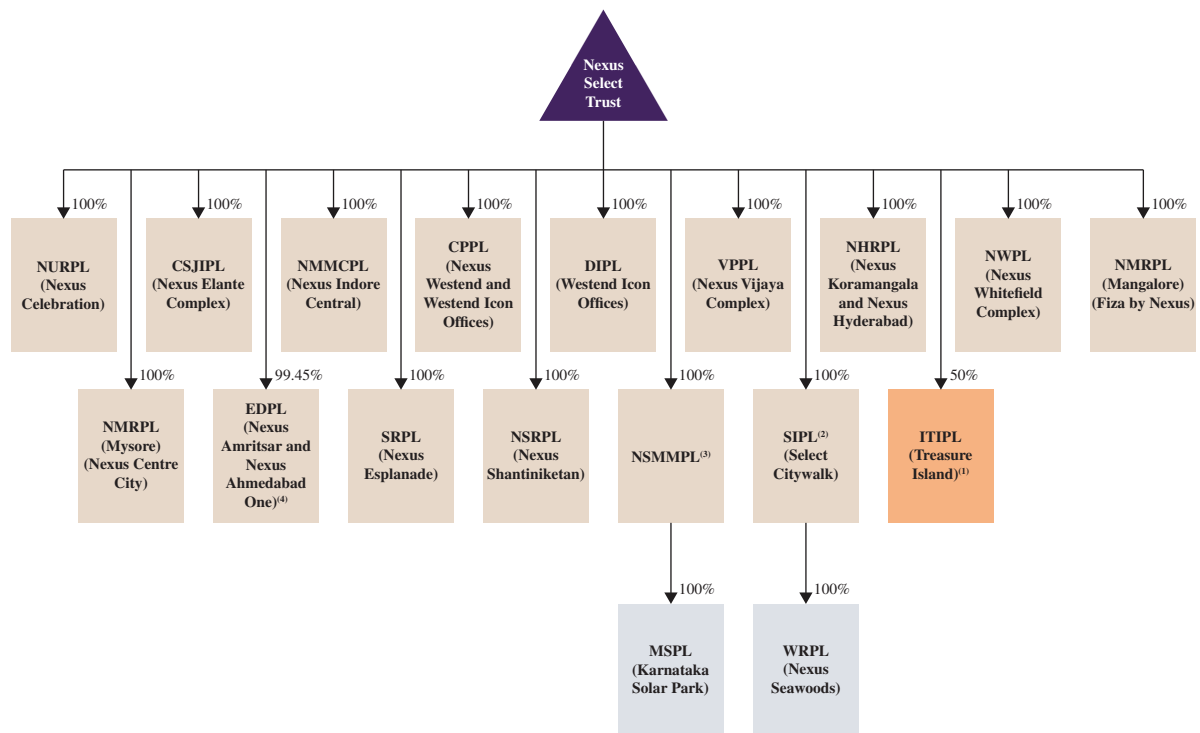 Nexus
Select
Trust
100%
100%
100%
100%
100%
100%
100%
100%
100%
NURPL
(Nexus
Celebration)
CSJIPL
(Nexus Elante
Complex)
NMMCPL
(Nexus Indore
Central)
CPPL
(Nexus
Westend and
Westend Icon
Offices)
DIPL
(Westend Icon
Offices)
VPPL
(Nexus Vijaya
Complex)
NHRPL
(Nexus
Koramangala
and Nexus
Hyderabad)
NWPL
(Nexus
Whitefield
Complex)
NMRPL
(Mangalore)
(Fiza by Nexus)
100%
99.45%
100%
100%
100%
100%
50%
NMRPL
(Mysore)
(Nexus Centre
City)
EDPL
(Nexus
Amritsar and
Nexus
Ahmedabad
One)(4)
SRPL
(Nexus
Esplanade)
NSRPL
(Nexus
Shantiniketan)
NSMMPL(3)
SIPL(2)
(Select
Citywalk)
ITIPL
(Treasure
Island)(1)
100%
100%
MSPL
(Karnataka
Solar Park)
WRPL
(Nexus
Seawoods)